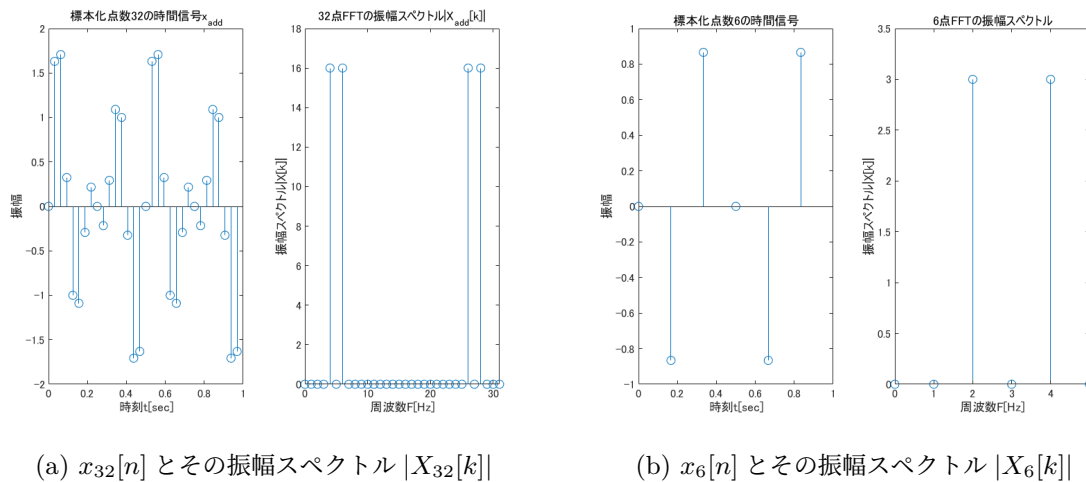 標本化点数32の時間信号x_add
振幅
2
1.5
1
0.5
0
-0.5
-1
-1.5
-2
0 0.2 0.4 0.6 0.8 1
時刻t[sec]
32点FFTの振幅スペクトル|X_add[k]|
振幅スペクトル|X[k]|
18
16
14
12
10
8
6
4
2
0
0 10 20 30
周波数F[Hz]
標本化点数6の時間信号
振幅
1
0.8
0.6
0.4
0.2
0
-0.2
-0.4
-0.6
-0.8
-1
0 0.2 0.4 0.6 0.8 1
時刻t[sec]
6点FFTの振幅スペクトル
振幅スペクトル|X[k]|
3.5
3
2.5
2
1.5
1
0.5
0
0 1 2 3 4
周波数F[Hz]
(a) x₃₂[n] とその振幅スペクトル |X₃₂[k]|
(b) x₆[n] とその振幅スペクトル |X₆[k]|